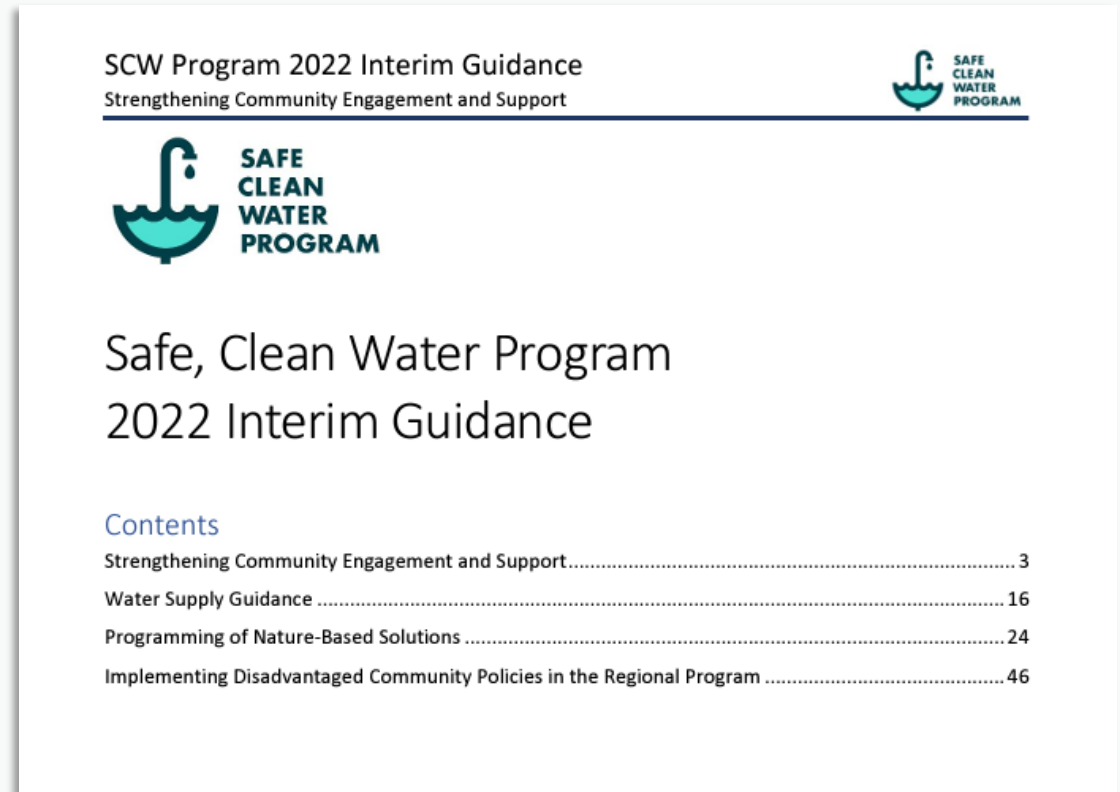 SCW Program 2022 Interim Guidance
Strengthening Community Engagement and Support
SAFE
CLEAN
WATER
PROGRAM
SAFE
CLEAN
WATER
PROGRAM
Safe, Clean Water Program
2022 Interim Guidance
Contents
Strengthening Community Engagement and Support.......................................................................... 3
Water Supply Guidance ..................................................................................................................... 16
Programming of Nature-Based Solutions .......................................................................................... 24
Implementing Disadvantaged Community Policies in the Regional Program ........................................ 46